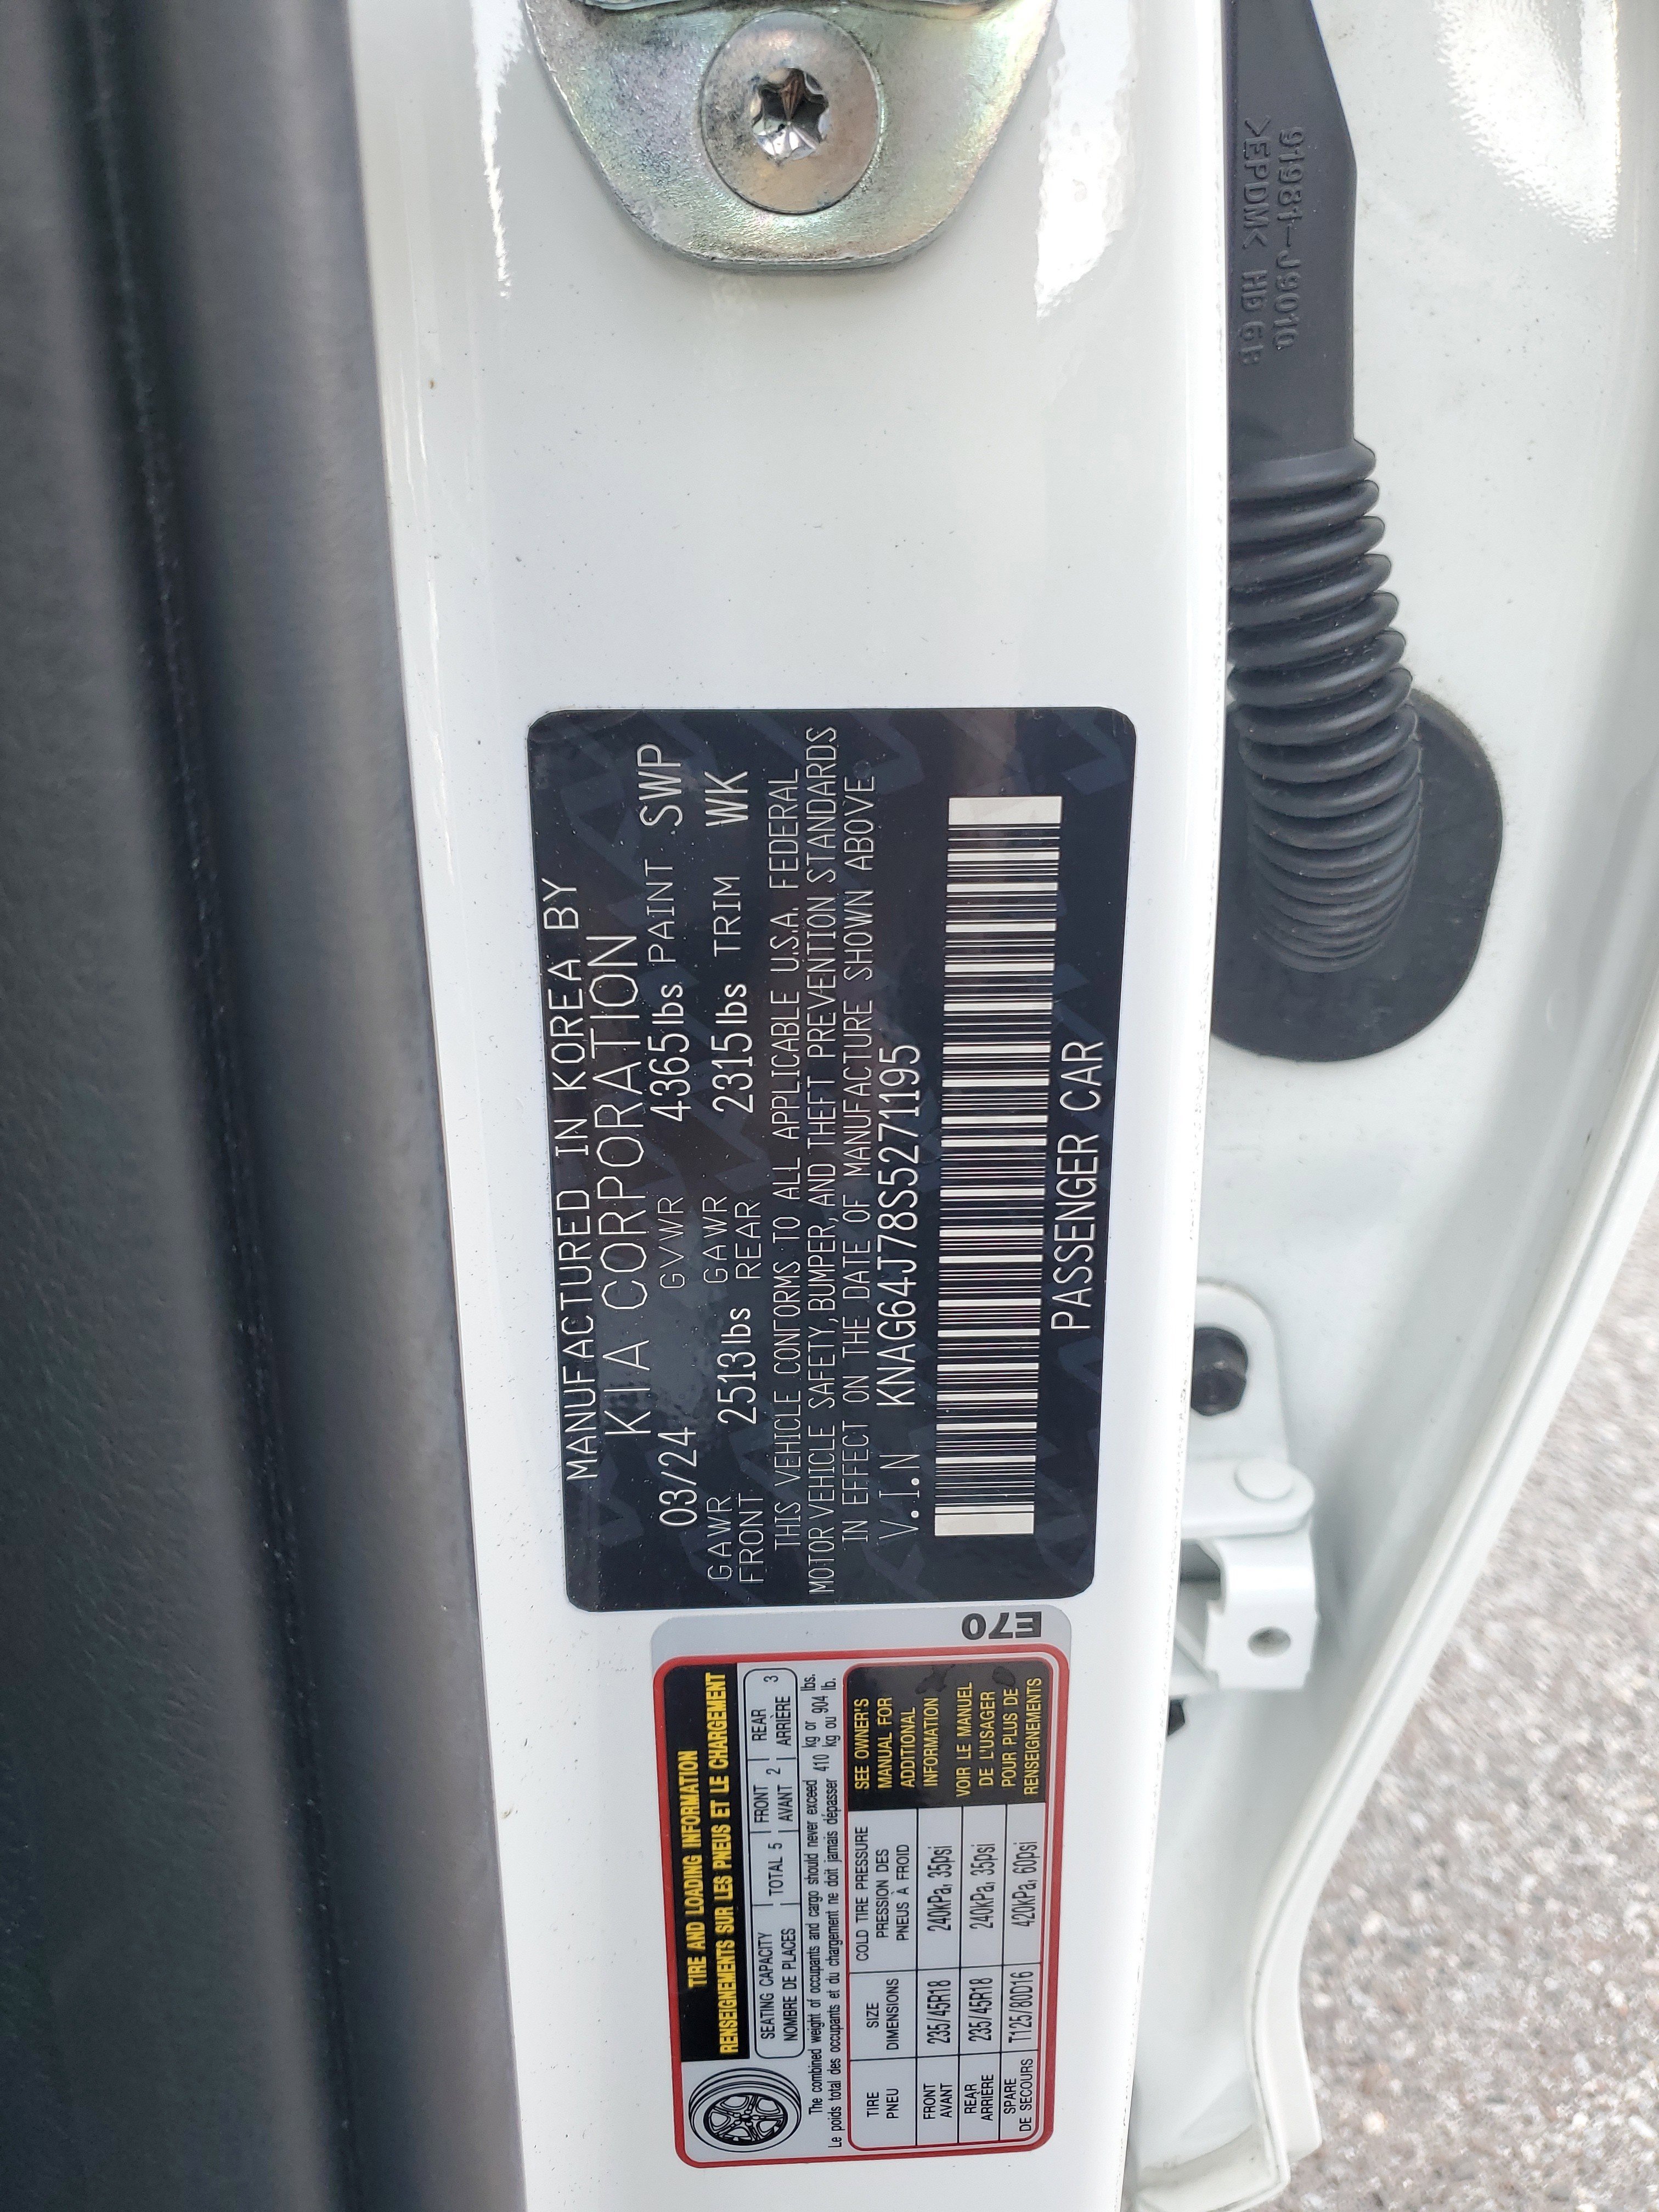 MANUFACTURED IN KOREA BY
KIA CORPORATION
03/24 GVWR 4365lbs PAINT SWP
GAWR FRONT 2513lbs GAWR REAR 2315lbs TRIM WK
THIS VEHICLE CONFORMS TO ALL APPLICABLE U.S.A. FEDERAL
MOTOR VEHICLE SAFETY, BUMPER, AND THEFT PREVENTION STANDARDS
IN EFFECT ON THE DATE OF MANUFACTURE SHOWN ABOVE.
V.I.N KNAG64J78S5271195
PASSENGER CAR
E70
TIRE AND LOADING INFORMATION
RENSEIGNEMENTS SUR LES PNEUS ET LE CHARGEMENT
SEATING CAPACITY
NOMBRE DE PLACES
TOTAL 5
FRONT
AVANT 2
REAR
ARRIÈRE 3
The combined weight of occupants and cargo should never exceed 410 kg or 904 lbs.
Le poids total des occupants et du chargement ne doit jamais dépasser 410 kg ou 904 lb.
TIRE
PNEU
SIZE
DIMENSIONS
COLD TIRE PRESSURE
PRESSION DES
PNEUS À FROID
FRONT
AVANT
235/45R18
240kPa, 35psi
REAR
ARRIÈRE
235/45R18
240kPa, 35psi
SPARE
DE SECOURS
T125/80D16
420kPa, 60psi
SEE OWNER'S
MANUAL FOR
ADDITIONAL
INFORMATION
VOIR LE MANUEL
DE L'USAGER
POUR PLUS DE
RENSEIGNEMENTS
91981-J9010
>EPDM<